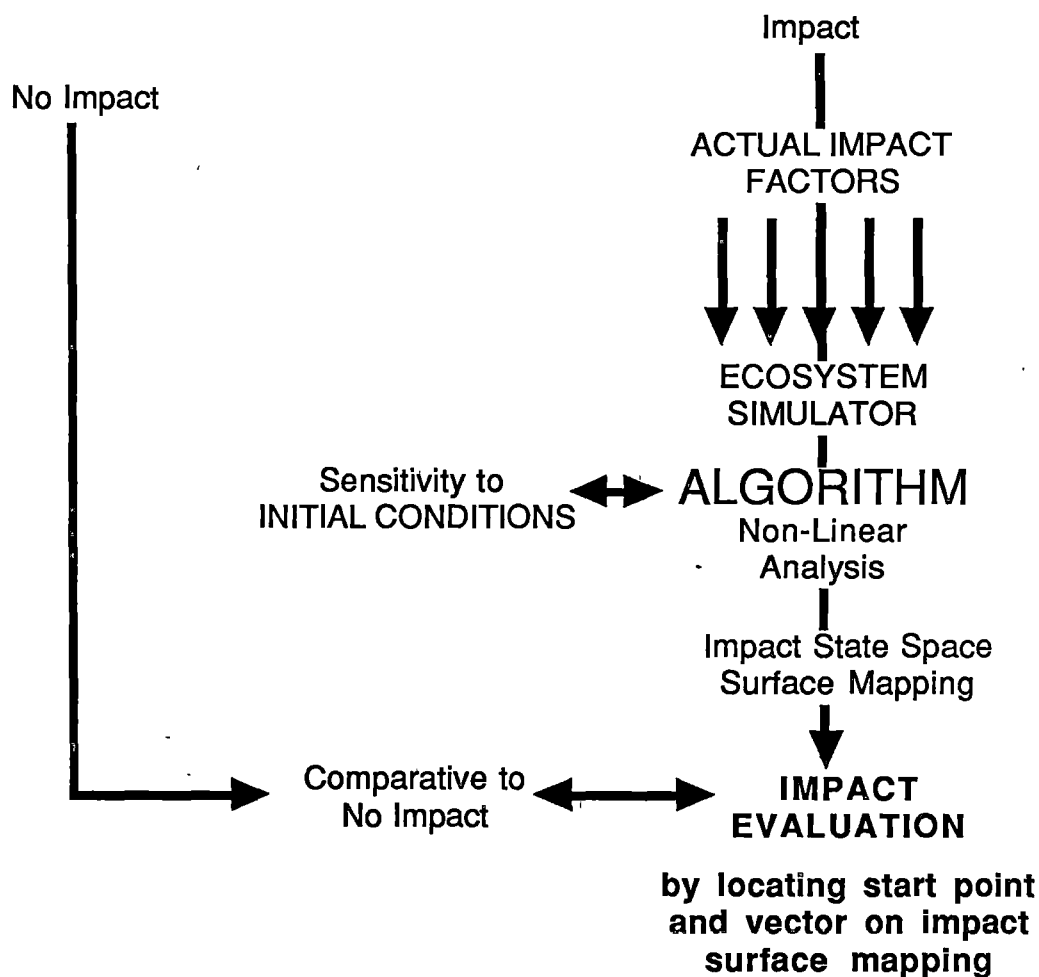 Impact
No Impact
ACTUAL IMPACT
FACTORS
ECOSYSTEM
SIMULATOR
Sensitivity to
INITIAL CONDITIONS
ALGORITHM
Non-Linear
Analysis
Impact State Space
Surface Mapping
Comparative to
No Impact
IMPACT
EVALUATION
by locating start point
and vector on impact
surface mapping